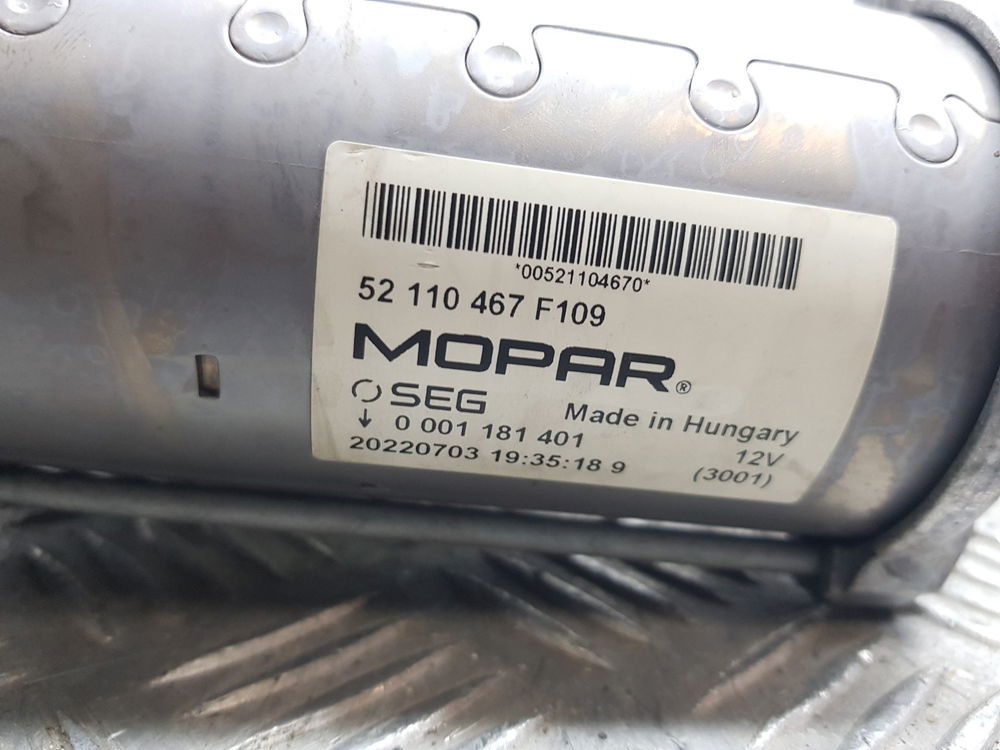 *00521104670*
52 110 467 F109
MOPAR®
SEG
Made in Hungary
0 001 181 401
12V
20220703 19:35:18 9
(3001)